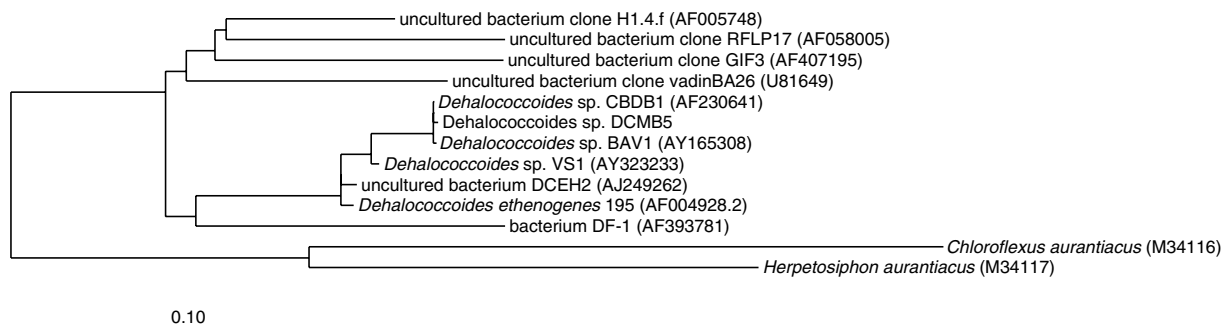 uncultured bacterium clone H1.4.f (AF005748)
uncultured bacterium clone RFLP17 (AF058005)
uncultured bacterium clone GIF3 (AF407195)
uncultured bacterium clone vadinBA26 (U81649)
Dehalococcoides sp. CBDB1 (AF230641)
Dehalococcoides sp. DCMB5
Dehalococcoides sp. BAV1 (AY165308)
Dehalococcoides sp. VS1 (AY323233)
uncultured bacterium DCEH2 (AJ249262)
Dehalococcoides ethenogenes 195 (AF004928.2)
bacterium DF-1 (AF393781)
Chloroflexus aurantiacus (M34116)
Herpetosiphon aurantiacus (M34117)
0.10